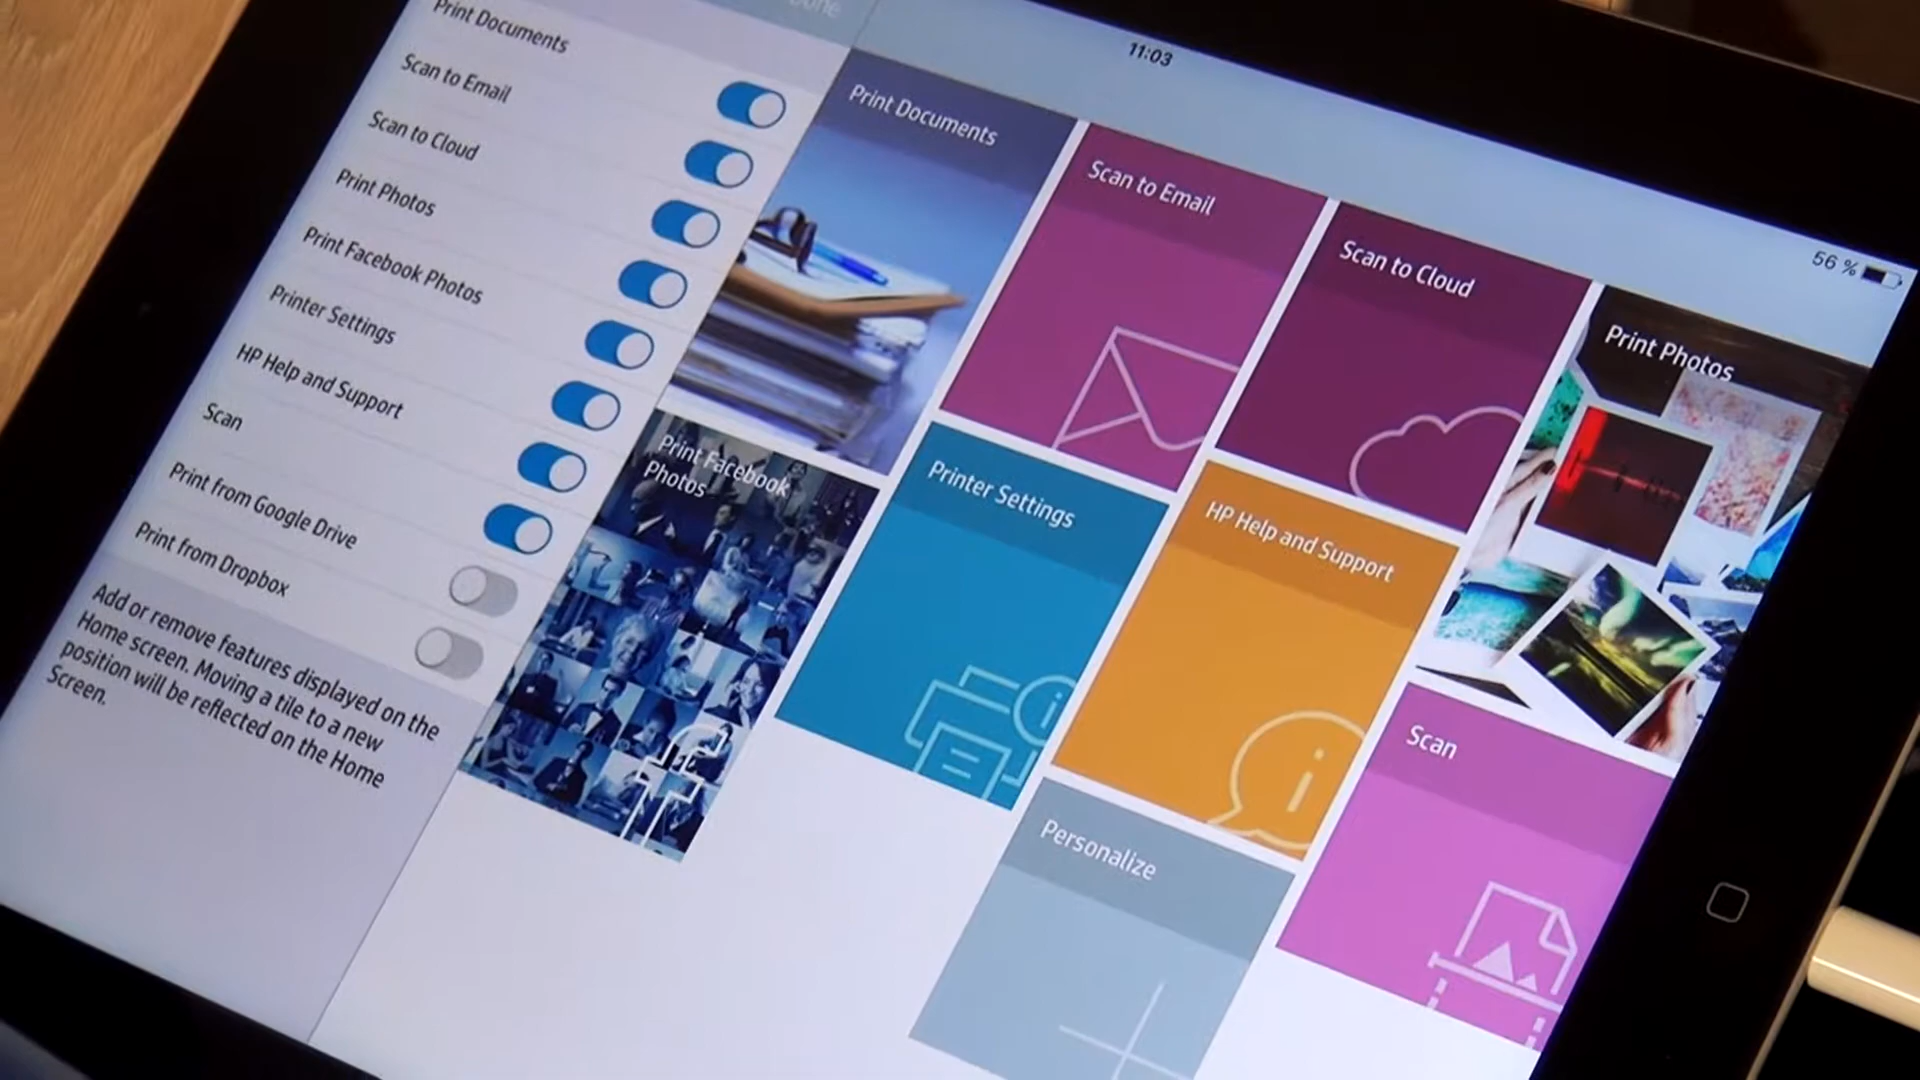 Done
11:03
56 %
Print Documents
Scan to Email
Scan to Cloud
Print Photos
Print Facebook Photos
Printer Settings
HP Help and Support
Scan
Print from Google Drive
Print from Dropbox
Add or remove features displayed on the
Home screen. Moving a tile to a new
position will be reflected on the Home
Screen.
Print Documents
Scan to Email
Scan to Cloud
Print Photos
Print Facebook
Photos
Printer Settings
HP Help and Support
Scan
Personalize